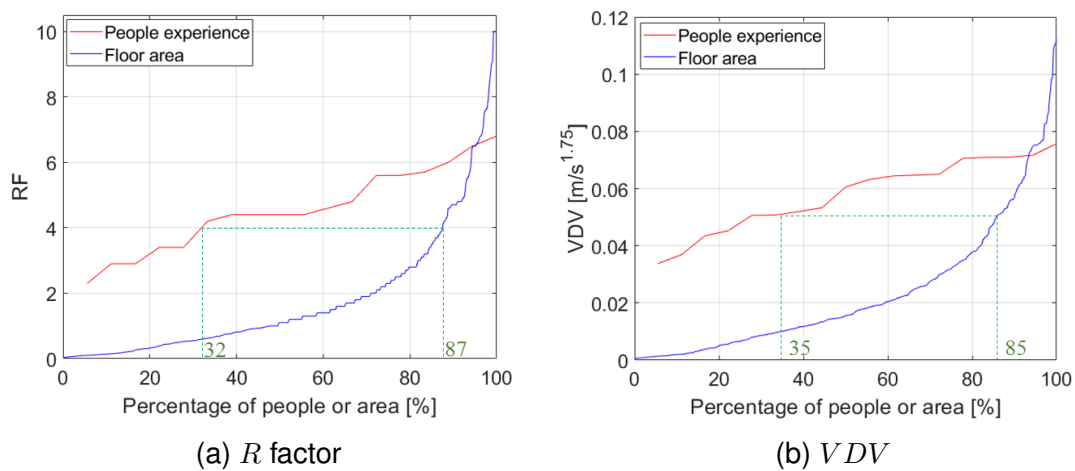 People experience
Floor area
RF
10
8
6
4
2
0
32
87
0 20 40 60 80 100
Percentage of people or area [%]
(a) R factor
People experience
Floor area
VDV [m/s^1.75]
0.12
0.1
0.08
0.06
0.04
0.02
0
35
85
0 20 40 60 80 100
Percentage of people or area [%]
(b) VDV